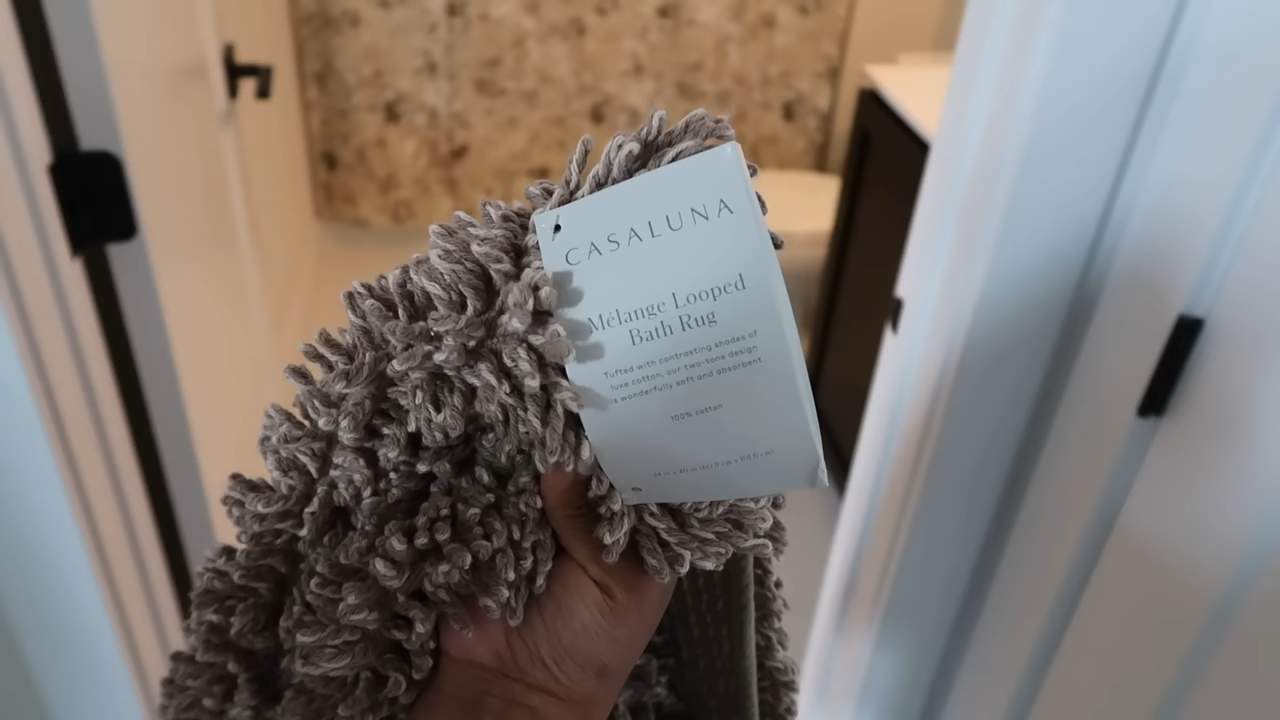 CASALUNA
Mélange Looped
Bath Rug
Tufted with contrasting shades of
luxe cotton, our two-tone design
is wonderfully soft and absorbent.
100% cotton